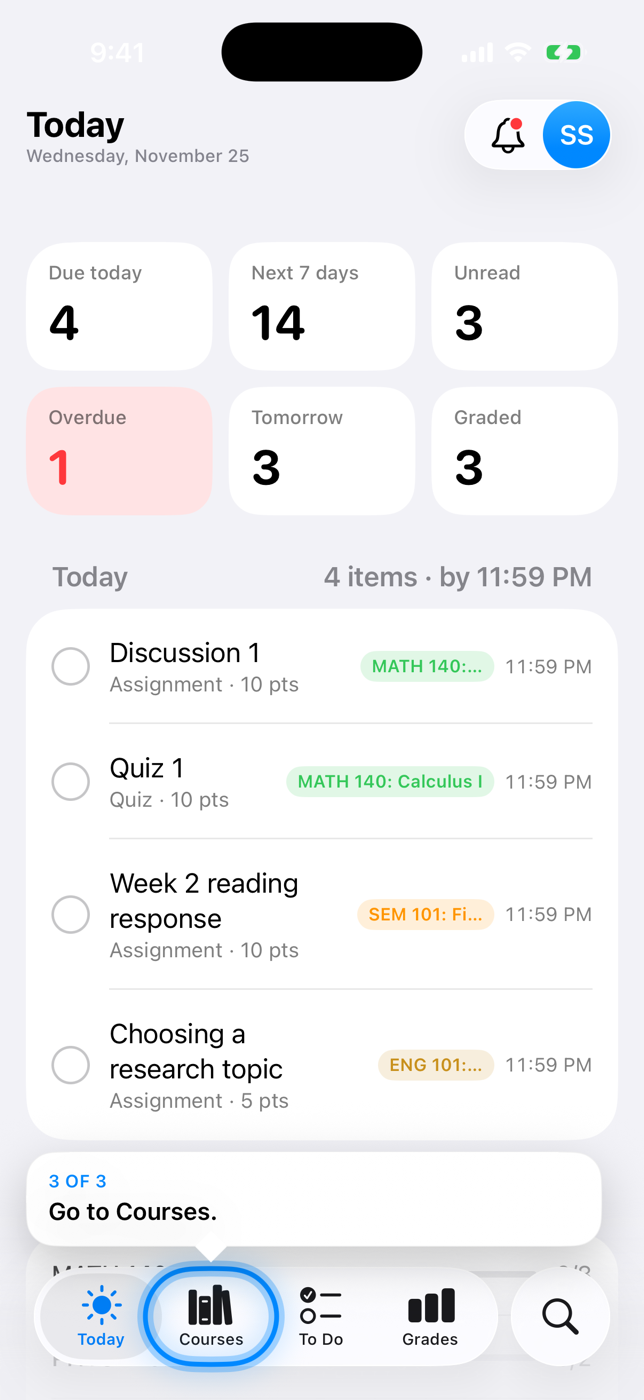 9:41
Today
Wednesday, November 25
SS
Due today
4
Next 7 days
14
Unread
3
Overdue
1
Tomorrow
3
Graded
3
Today
4 items · by 11:59 PM
Discussion 1
Assignment · 10 pts
MATH 140:...
11:59 PM
Quiz 1
Quiz · 10 pts
MATH 140: Calculus I
11:59 PM
Week 2 reading
response
Assignment · 10 pts
SEM 101: Fi...
11:59 PM
Choosing a
research topic
Assignment · 5 pts
ENG 101:...
11:59 PM
3 OF 3
Go to Courses.
Today
Courses
To Do
Grades